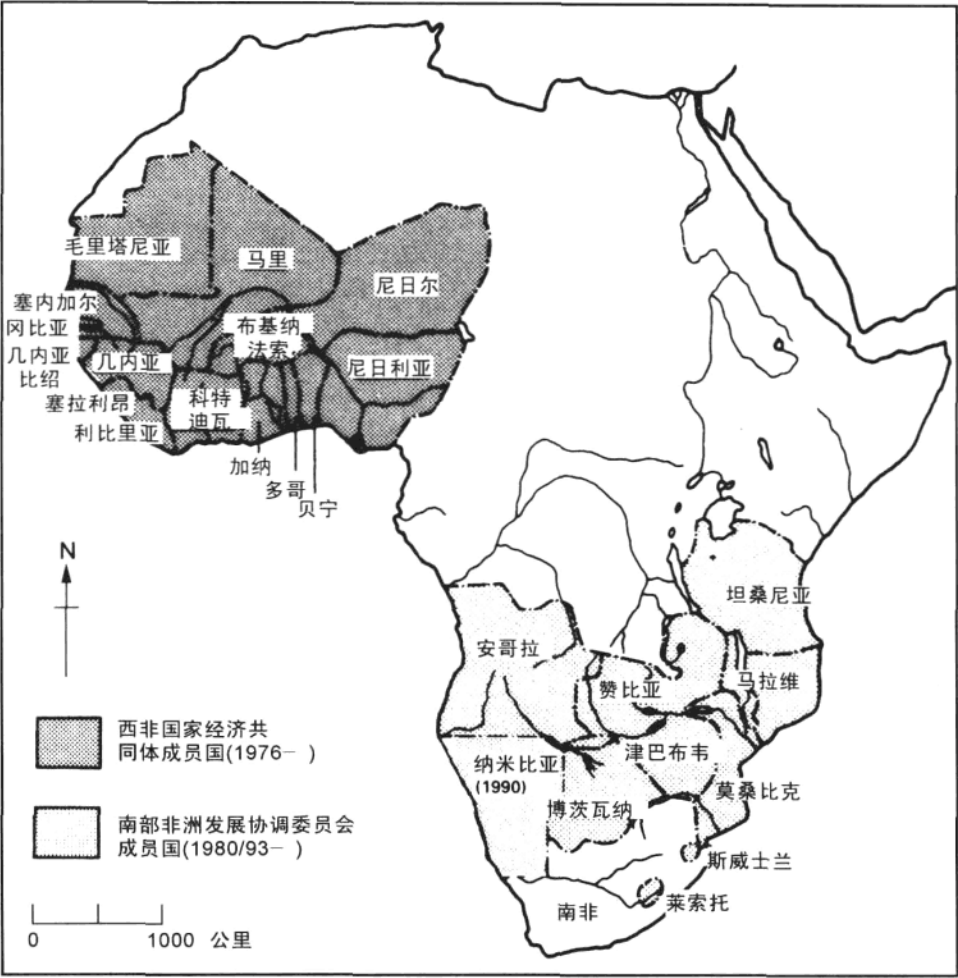 毛里塔尼亚
马里
尼日尔
塞内加尔
冈比亚
几内亚
比绍
几内亚
布基纳
法索
尼日利亚
塞拉利昂
利比里亚
科特
迪瓦
加纳
多哥
贝宁
N
坦桑尼亚
安哥拉
赞比亚
马拉维
纳米比亚
(1990)
津巴布韦
博茨瓦纳
莫桑比克
斯威士兰
莱索托
南非
西非国家经济共
同体成员国(1976— )
南部非洲发展协调委员会
成员国(1980/93— )
0 1000 公里